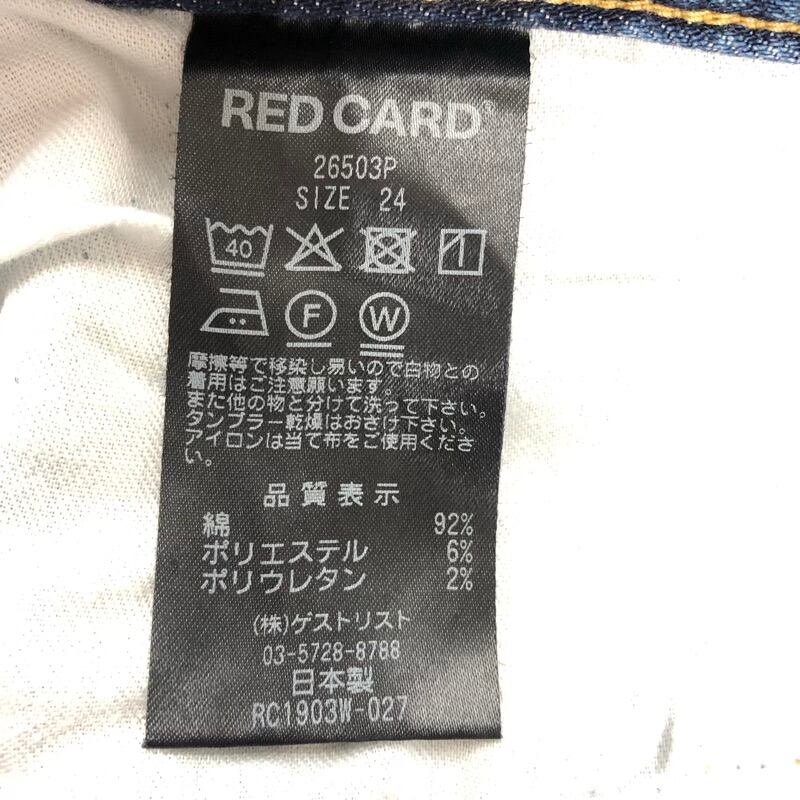 RED CARD®
26503P
SIZE 24
40
F W
摩擦等で移染し易いので白物との
着用はご注意願います。
また他の物と分けて洗って下さい。
タンブラー乾燥はおさけ下さい。
アイロンは当て布をご使用くださ
い。
品質表示
綿 92%
ポリエステル 6%
ポリウレタン 2%
(株)ゲストリスト
03-5728-8788
日本製
RC1903W-027